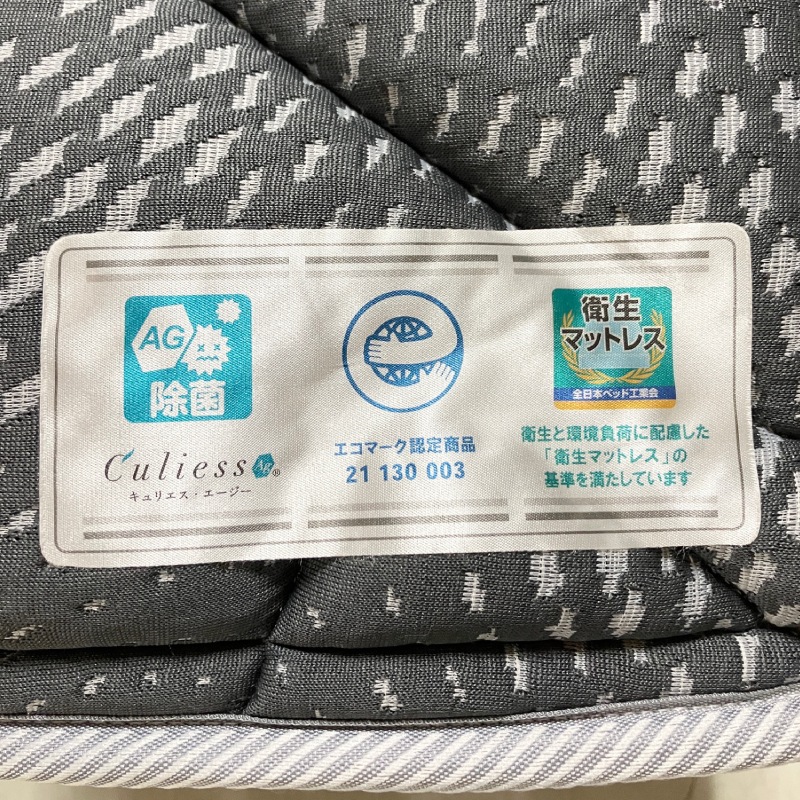 AG
除菌
Culiess Ag®
キュリエス・エージー
エコマーク認定商品
21 130 003
衛生
マットレス
全日本ベッド工業会
衛生と環境負荷に配慮した
「衛生マットレス」の
基準を満たしています